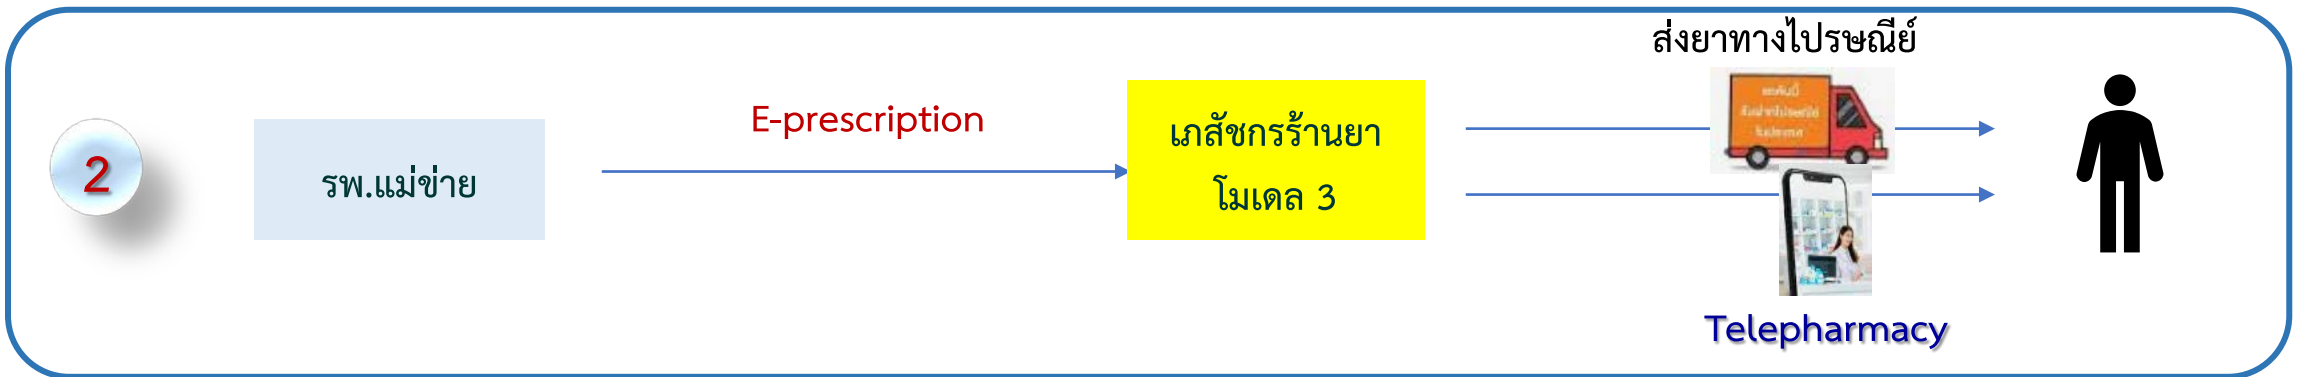 ส่งยาทางไปรษณีย์
2
รพ.แม่ข่าย
E-prescription
เภสัชกรร้านยา
โมเดล 3
Telepharmacy